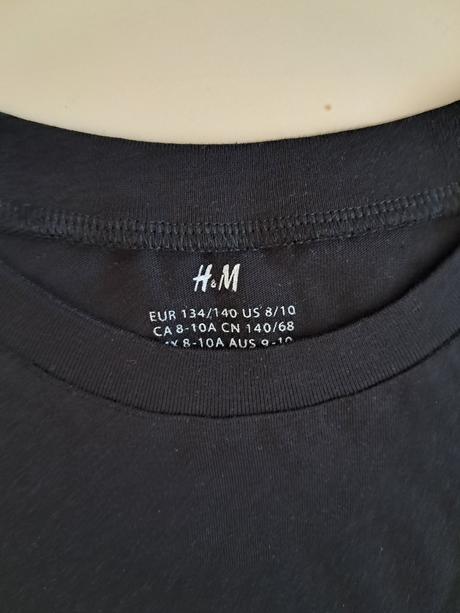 H&M
EUR 134/140 US 8/10
CA 8-10A CN 140/68
8-10A AUS 9-10